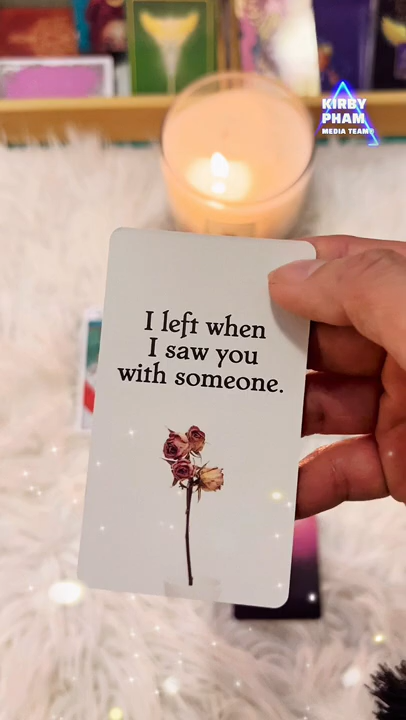 KIRBY
PHAM
MEDIA TEAM®
I left when
I saw you
with someone.